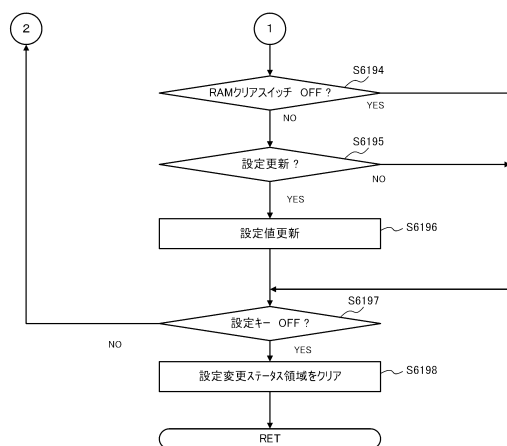 2
1
S6194
RAMクリアスイッチ OFF ?
YES
NO
S6195
設定更新 ?
NO
YES
設定値更新
S6196
S6197
設定キー OFF ?
NO
YES
設定変更ステータス領域をクリア
S6198
RET